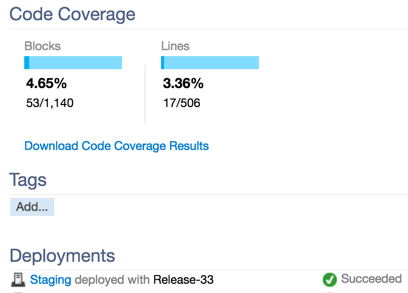 Code Coverage
Blocks Lines
4.65% 3.36%
53/1,140 17/506
Download Code Coverage Results
Tags
Add...
Deployments
Staging deployed with Release-33 Succeeded